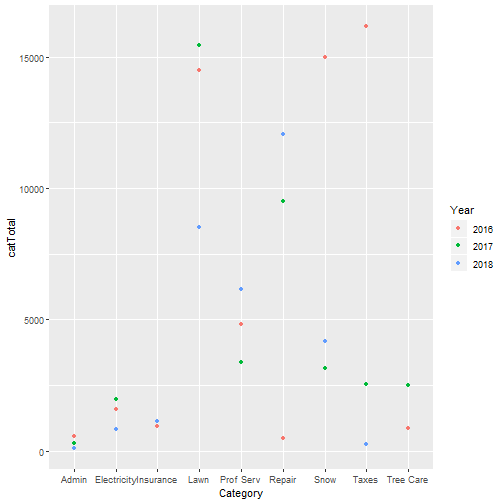 15000
10000
5000
0
catTotal
Admin Electricity Insurance Lawn Prof Serv Repair Snow Taxes Tree Care
Category
Year
2016
2017
2018